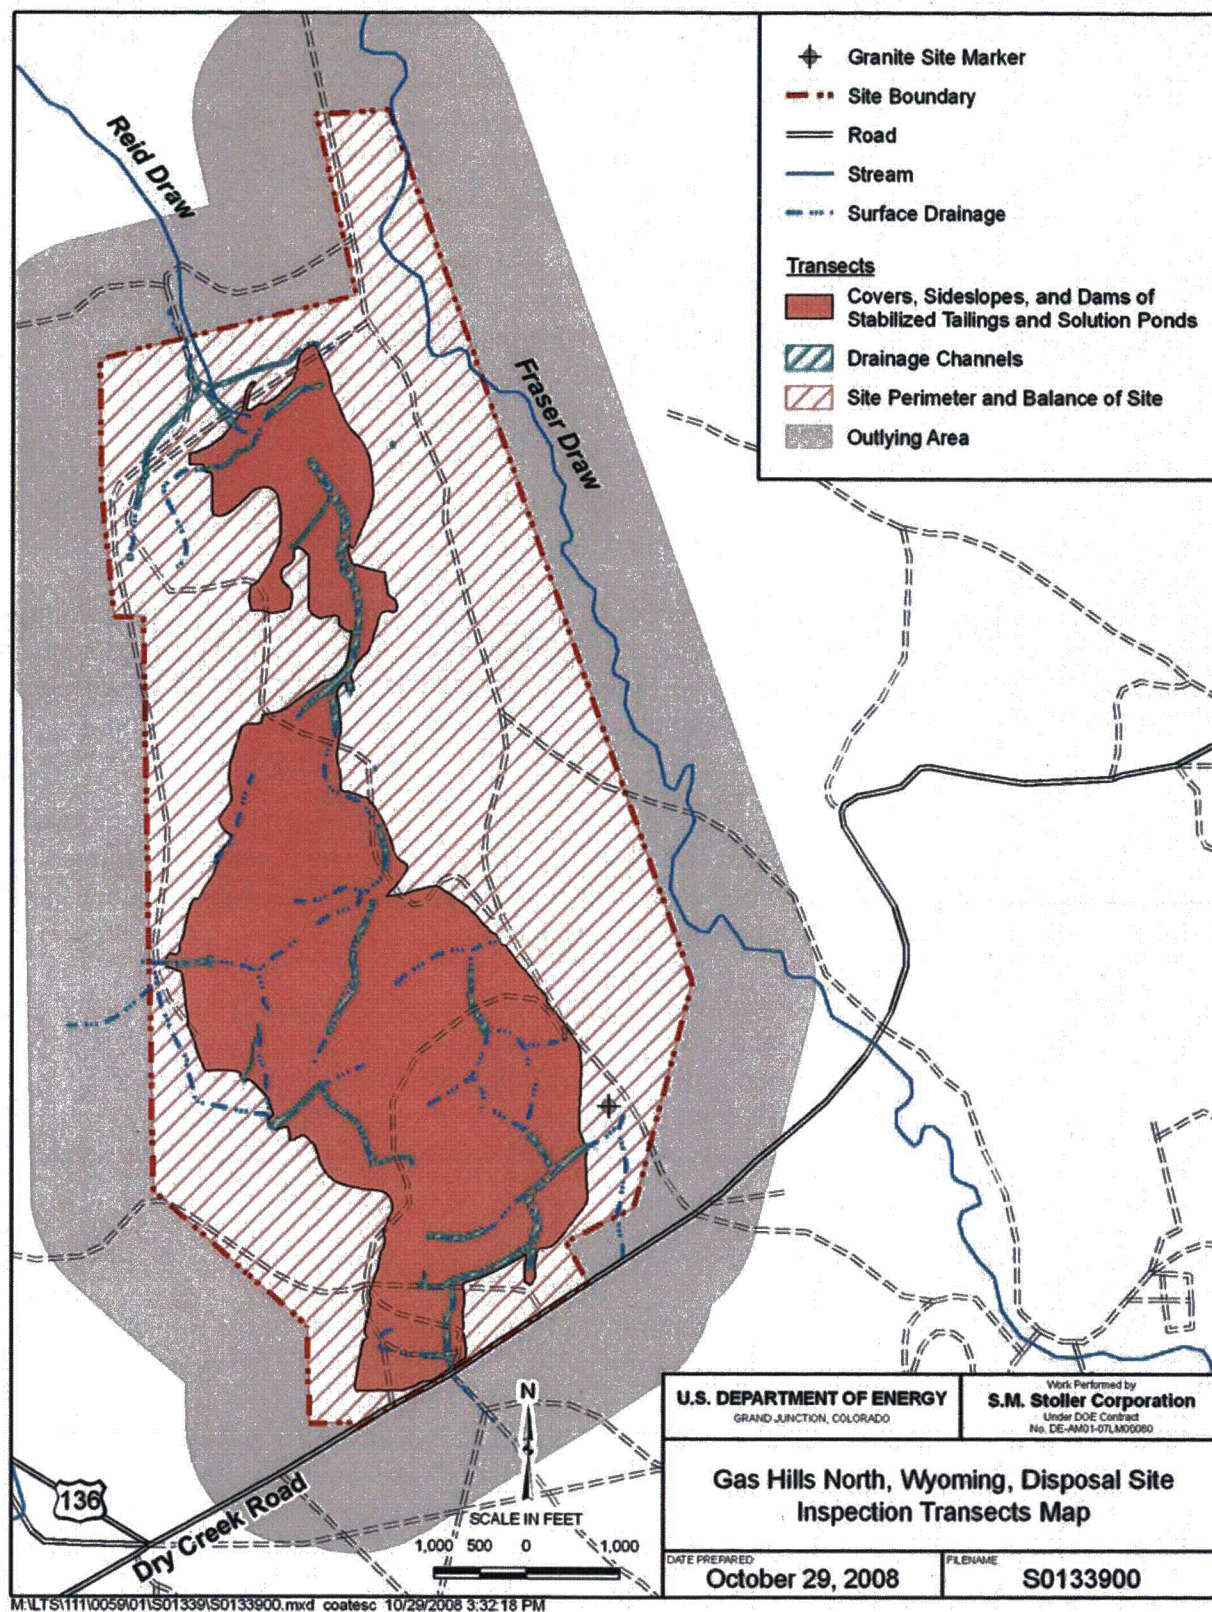 Granite Site Marker
Site Boundary
Road
Stream
Surface Drainage
Transects
Covers, Sideslopes, and Dams of
Stabilized Tailings and Solution Ponds
Drainage Channels
Site Perimeter and Balance of Site
Outlying Area
Reid Draw
Fraser Draw
136
Dry Creek Road
N
SCALE IN FEET
1,000 500 0 1,000
U.S. DEPARTMENT OF ENERGY
GRAND JUNCTION, COLORADO
Work Performed by
S.M. Stoller Corporation
Under DOE Contract
No. DE-AM01-07LM00060
Gas Hills North, Wyoming, Disposal Site
Inspection Transects Map
DATE PREPARED:
October 29, 2008
FILENAME:
S0133900
M:\LTS\111\0059\01\S01339\S0133900.mxd coatesc 10/29/2008 3:32:18 PM